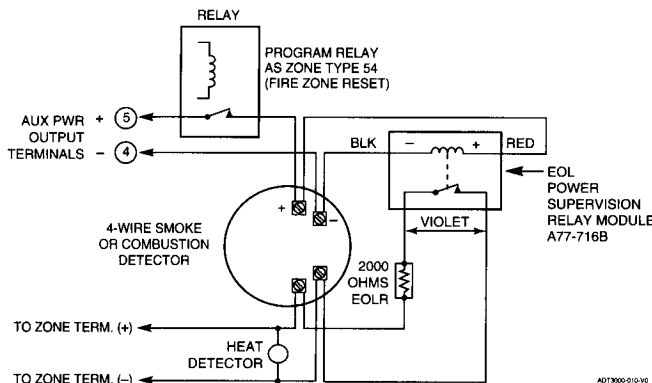 RELAY
PROGRAM RELAY
AS ZONE TYPE 54
(FIRE ZONE RESET)
AUX PWR + 5
OUTPUT
TERMINALS – 4
BLK – + RED
EOL
POWER
SUPERVISION
RELAY MODULE
A77-716B
VIOLET
+ –
4-WIRE SMOKE
OR COMBUSTION
DETECTOR
2000
OHMS
EOLR
TO ZONE TERM. (+)
HEAT
DETECTOR
TO ZONE TERM. (–)
ADT3000-010-V0